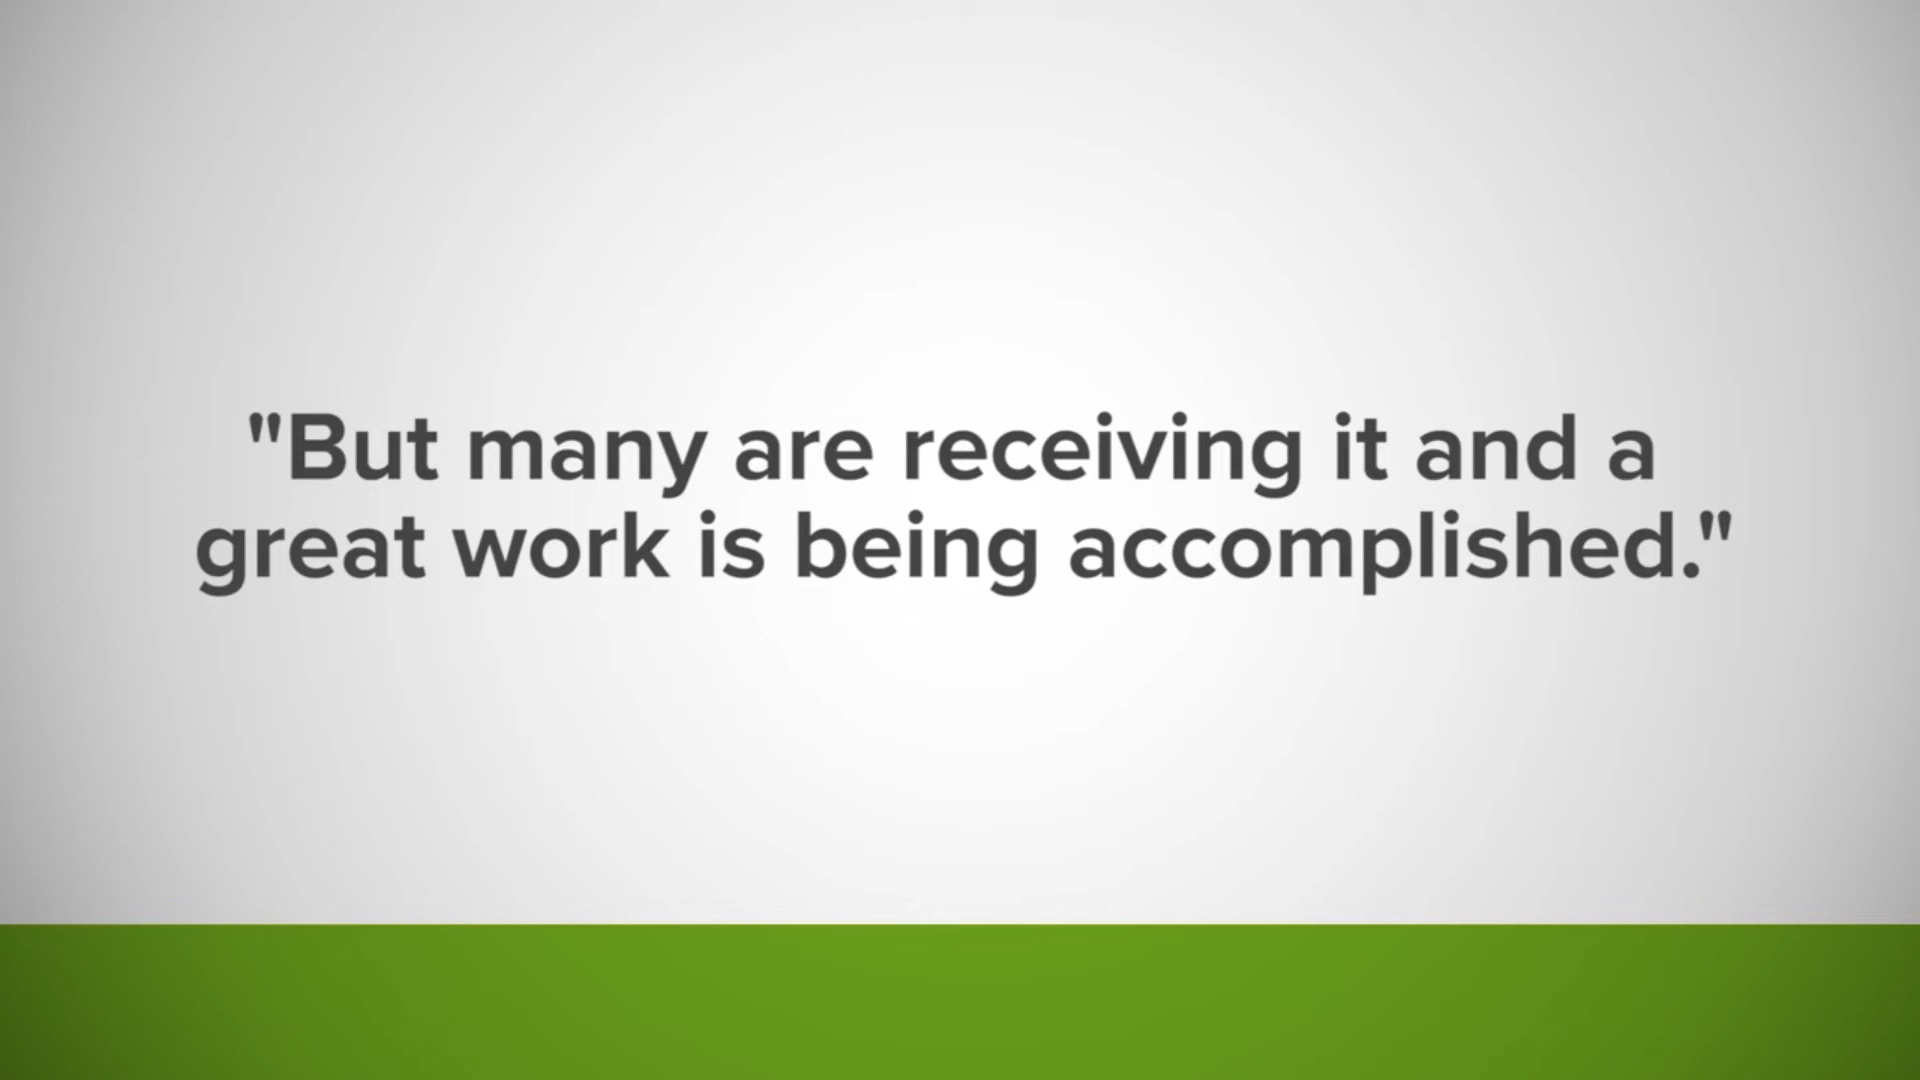 "But many are receiving it and a
great work is being accomplished."